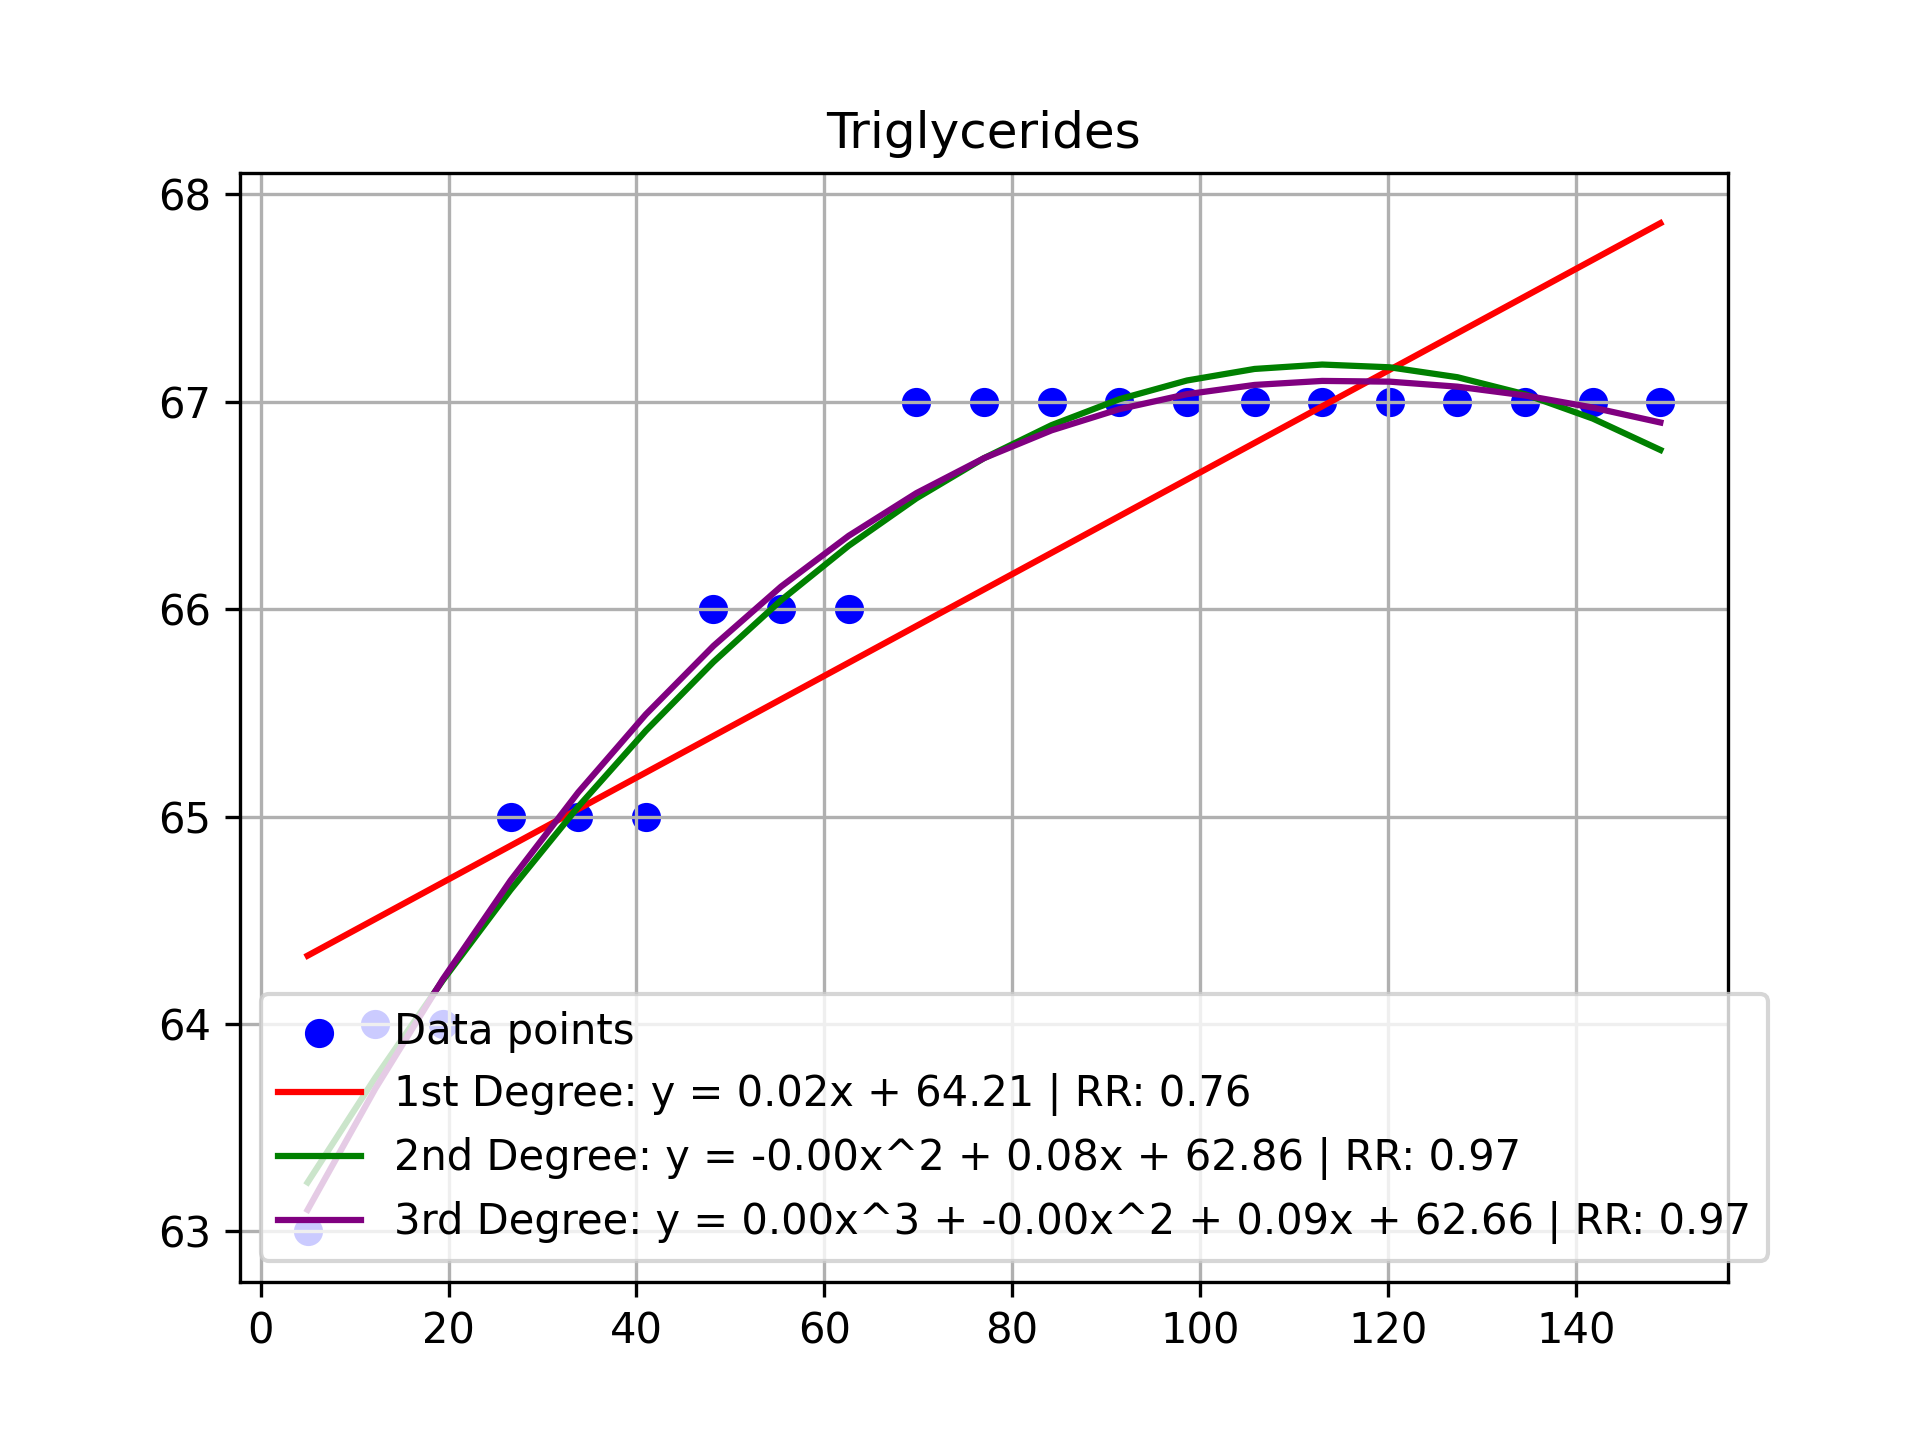 Triglycerides
68
67
66
65
64
63
Data points
1st Degree: y = 0.02x + 64.21 | RR: 0.76
2nd Degree: y = -0.00x^2 + 0.08x + 62.86 | RR: 0.97
3rd Degree: y = 0.00x^3 + -0.00x^2 + 0.09x + 62.66 | RR: 0.97
0 20 40 60 80 100 120 140